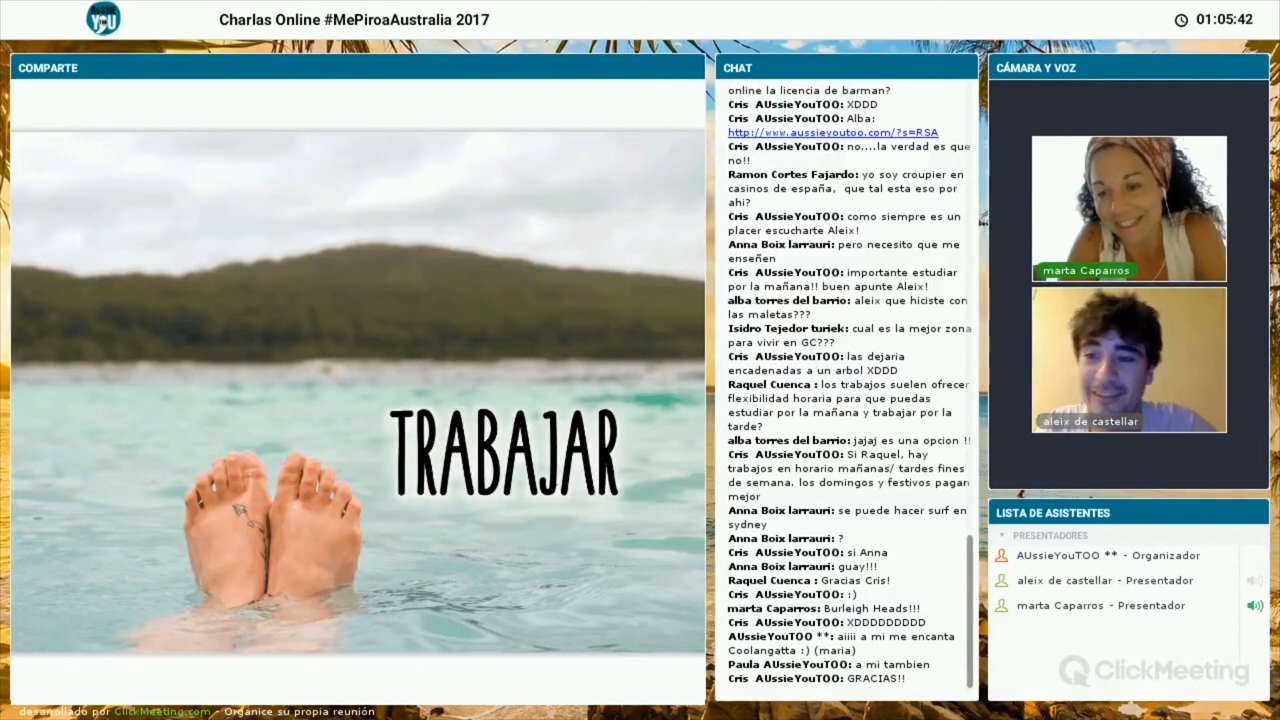 AUSSIE
YOU
TOO
Charlas Online #MePiroaAustralia 2017
01:05:42
COMPARTE
TRABAJAR
CHAT
online la licencia de barman?
Cris AUssieYouTOO: XDDD
Cris AUssieYouTOO: Alba:
http://www.aussieyoutoo.com/?s=RSA
Cris AUssieYouTOO: no....la verdad es que
no!!
Ramon Cortes Fajardo: yo soy croupier en
casinos de españa, que tal esta eso por
ahi?
Cris AUssieYouTOO: como siempre es un
placer escucharte Aleix!
Anna Boix larrauri: pero necesito que me
enseñen
Cris AUssieYouTOO: importante estudiar
por la mañana!! buen apunte Aleix!
alba torres del barrio: aleix que hiciste con
las maletas???
Isidro Tejedor turiek: cual es la mejor zona
para vivir en GC???
Cris AUssieYouTOO: las dejaria
encadenadas a un arbol XDDD
Raquel Cuenca : los trabajos suelen ofrecer
flexibilidad horaria para que puedas
estudiar por la mañana y trabajar por la
tarde?
alba torres del barrio: jajaj es una opcion !!
Cris AUssieYouTOO: Si Raquel, hay
trabajos en horario mañanas/ tardes fines
de semana. los domingos y festivos pagan
mejor
Anna Boix larrauri: se puede hacer surf en
sydney
Anna Boix larrauri: ?
Cris AUssieYouTOO: si Anna
Anna Boix larrauri: guay!!!
Raquel Cuenca : Gracias Cris!
Cris AUssieYouTOO: :)
marta Caparros: Burleigh Heads!!!
Cris AUssieYouTOO: XDDDDDDDDD
AUssieYouTOO **: aiiii a mi me encanta
Coolangatta :) (maria)
Paula AUssieYouTOO: a mi tambien
Cris AUssieYouTOO: GRACIAS!!
CÁMARA Y VOZ
marta Caparros
aleix de castellar
LISTA DE ASISTENTES
PRESENTADORES
AUssieYouTOO ** - Organizador
aleix de castellar - Presentador
marta Caparros - Presentador
ClickMeeting
desarrollado por ClickMeeting.com - Organice su propia reunión